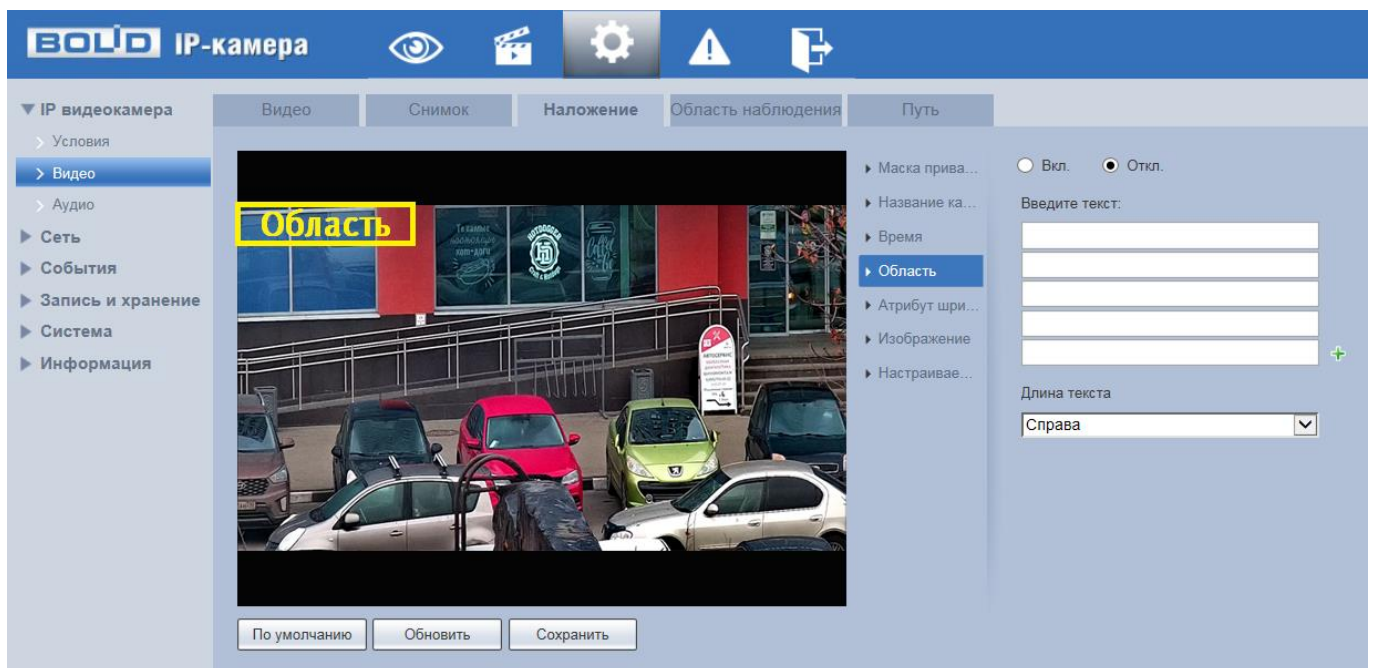 BOLID IP-камера
IP видеокамера
Условия
Видео
Аудио
Сеть
События
Запись и хранение
Система
Информация
Видео
Снимок
Наложение
Область наблюдения
Путь
Область
HOTDOGGER
АВТОСЕРВИС
Маска прива...
Название ка...
Время
Область
Атрибут шри...
Изображение
Настраивае...
Вкл.
Откл.
Введите текст:
Длина текста
Справа
По умолчанию
Обновить
Сохранить